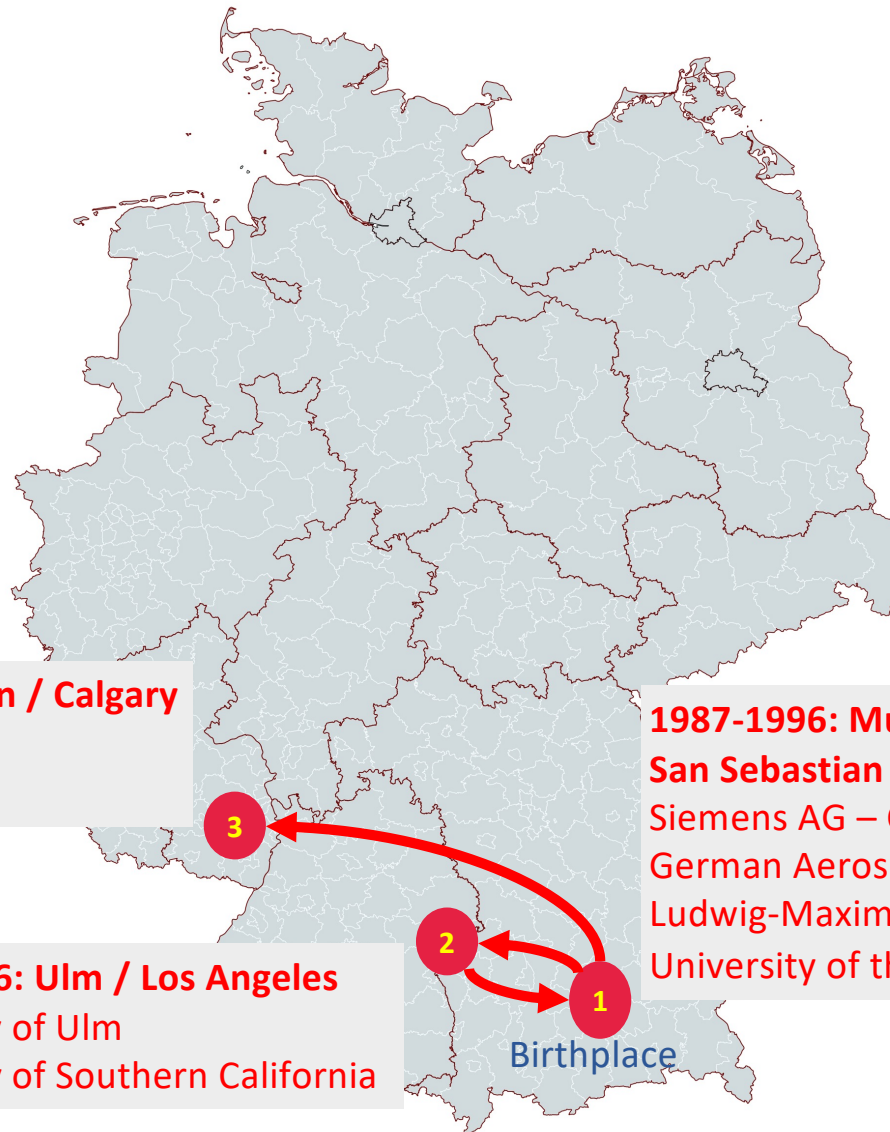 n / Calgary
3
1987-1996: Mu
San Sebastian
Siemens AG –
German Aeros
Ludwig-Maxim
University of th
2
6: Ulm / Los Angeles
y of Ulm
y of Southern California
1
Birthplace